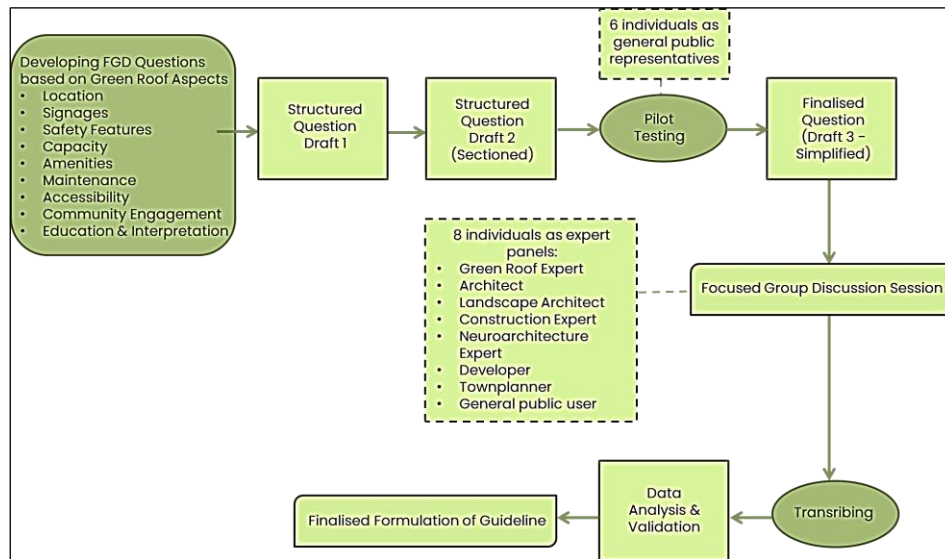 Developing FGD Questions
based on Green Roof Aspects
• Location
• Signages
• Safety Features
• Capacity
• Amenities
• Maintenance
• Accessibility
• Community Engagement
• Education & Interpretation
Structured
Question
Draft 1
Structured
Question
Draft 2
(Sectioned)
6 individuals as
general public
representatives
Pilot
Testing
Finalised
Question
(Draft 3 -
Simplified)
8 individuals as expert
panels:
• Green Roof Expert
• Architect
• Landscape Architect
• Construction Expert
• Neuroarchitecture
Expert
• Developer
• Townplanner
• General public user
Focused Group Discussion Session
Transribing
Data
Analysis &
Validation
Finalised Formulation of Guideline